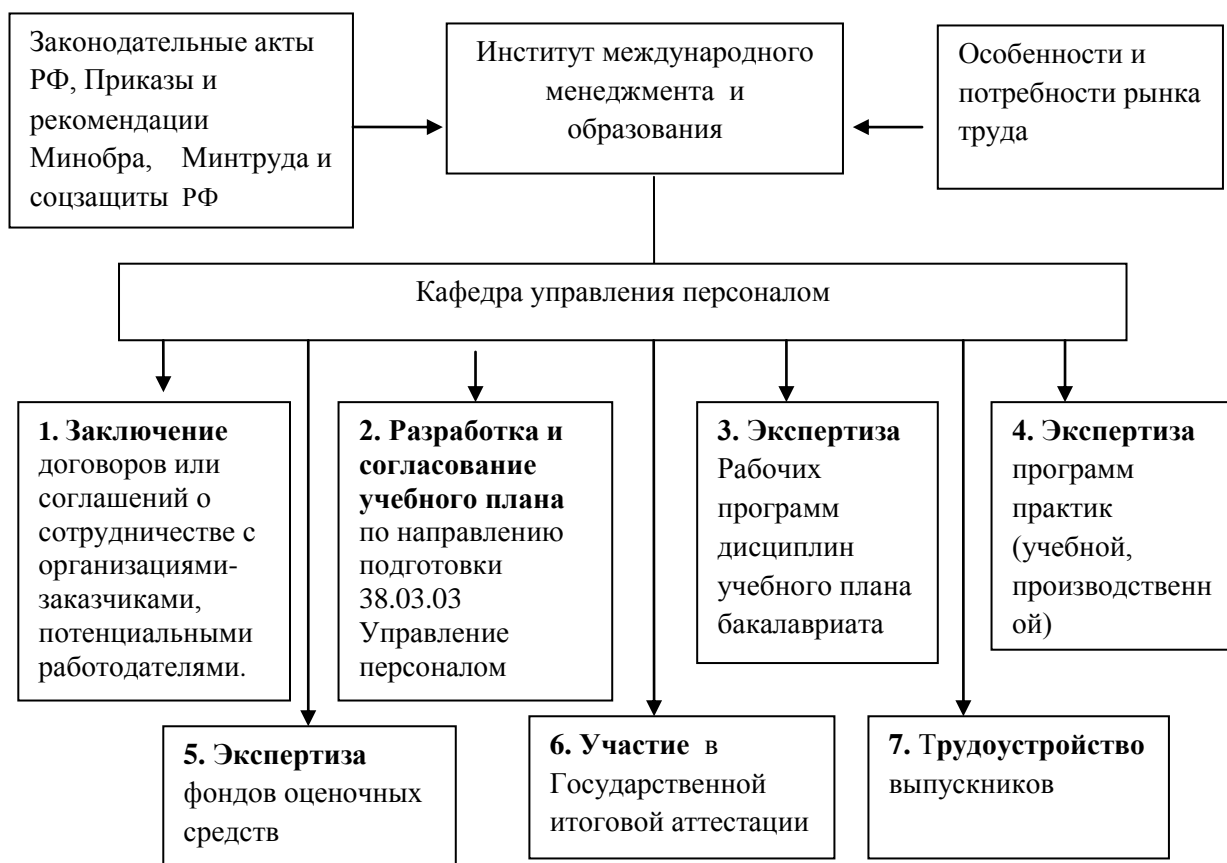 Законодательные акты
РФ, Приказы и
рекомендации
Минобра, Минтруда и
соцзащиты РФ
Институт международного
менеджмента и
образования
Особенности и
потребности рынка
труда
Кафедра управления персоналом
1. Заключение
договоров или
соглашений о
сотрудничестве с
организациями-
заказчиками,
потенциальными
работодателями.
2. Разработка и
согласование
учебного плана
по направлению
подготовки
38.03.03
Управление
персоналом
3. Экспертиза
Рабочих
программ
дисциплин
учебного плана
бакалавриата
4. Экспертиза
программ
практик
(учебной,
производственн
ой)
5. Экспертиза
фондов оценочных
средств
6. Участие в
Государственной
итоговой аттестации
7. Трудоустройство
выпускников